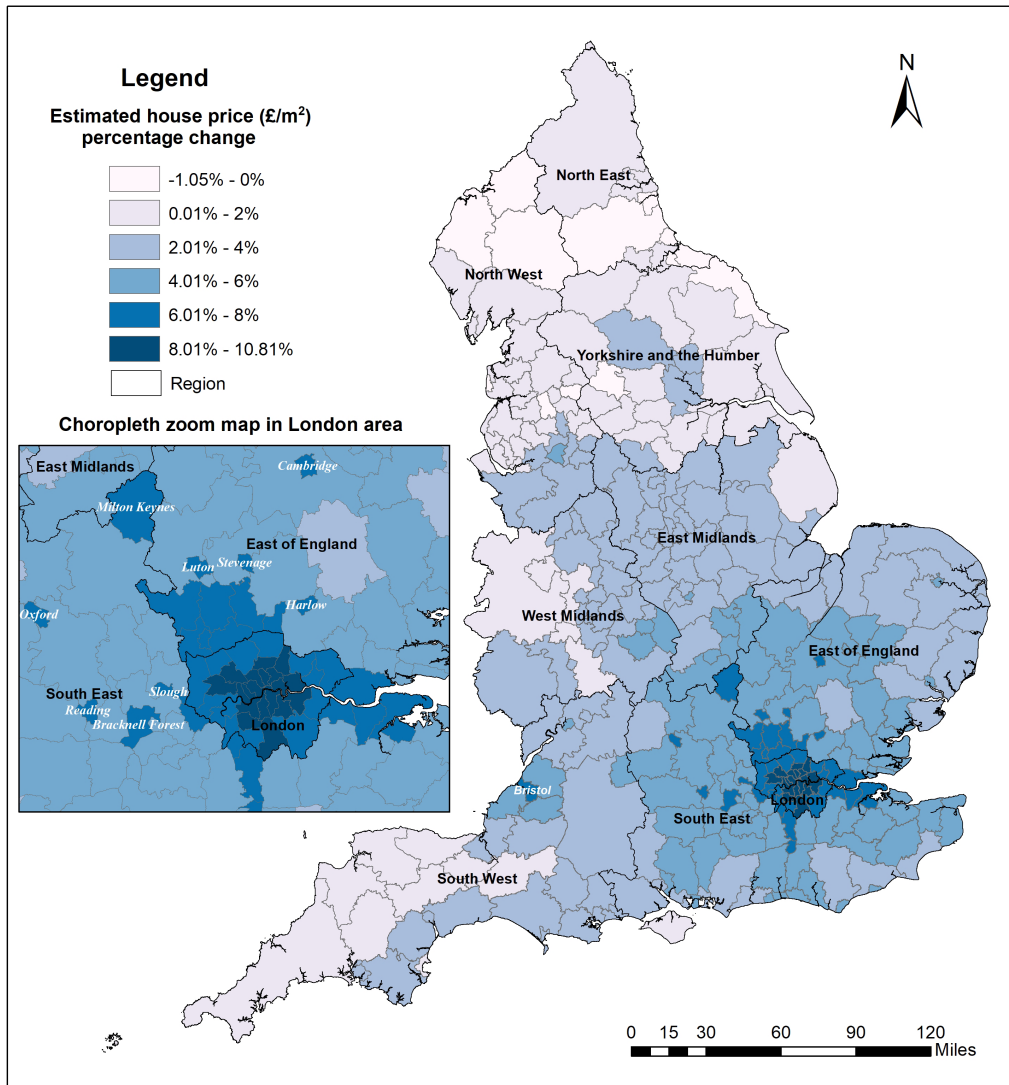 Legend
Estimated house price (£/m²)
percentage change
-1.05% - 0%
0.01% - 2%
2.01% - 4%
4.01% - 6%
6.01% - 8%
8.01% - 10.81%
Region
N
North East
North West
Yorkshire and the Humber
East Midlands
West Midlands
East of England
Bristol
London
South East
South West
Choropleth zoom map in London area
East Midlands
Cambridge
Milton Keynes
East of England
Luton
Stevenage
Oxford
Harlow
South East
Slough
Reading
Bracknell Forest
London
0 15 30 60 90 120
Miles